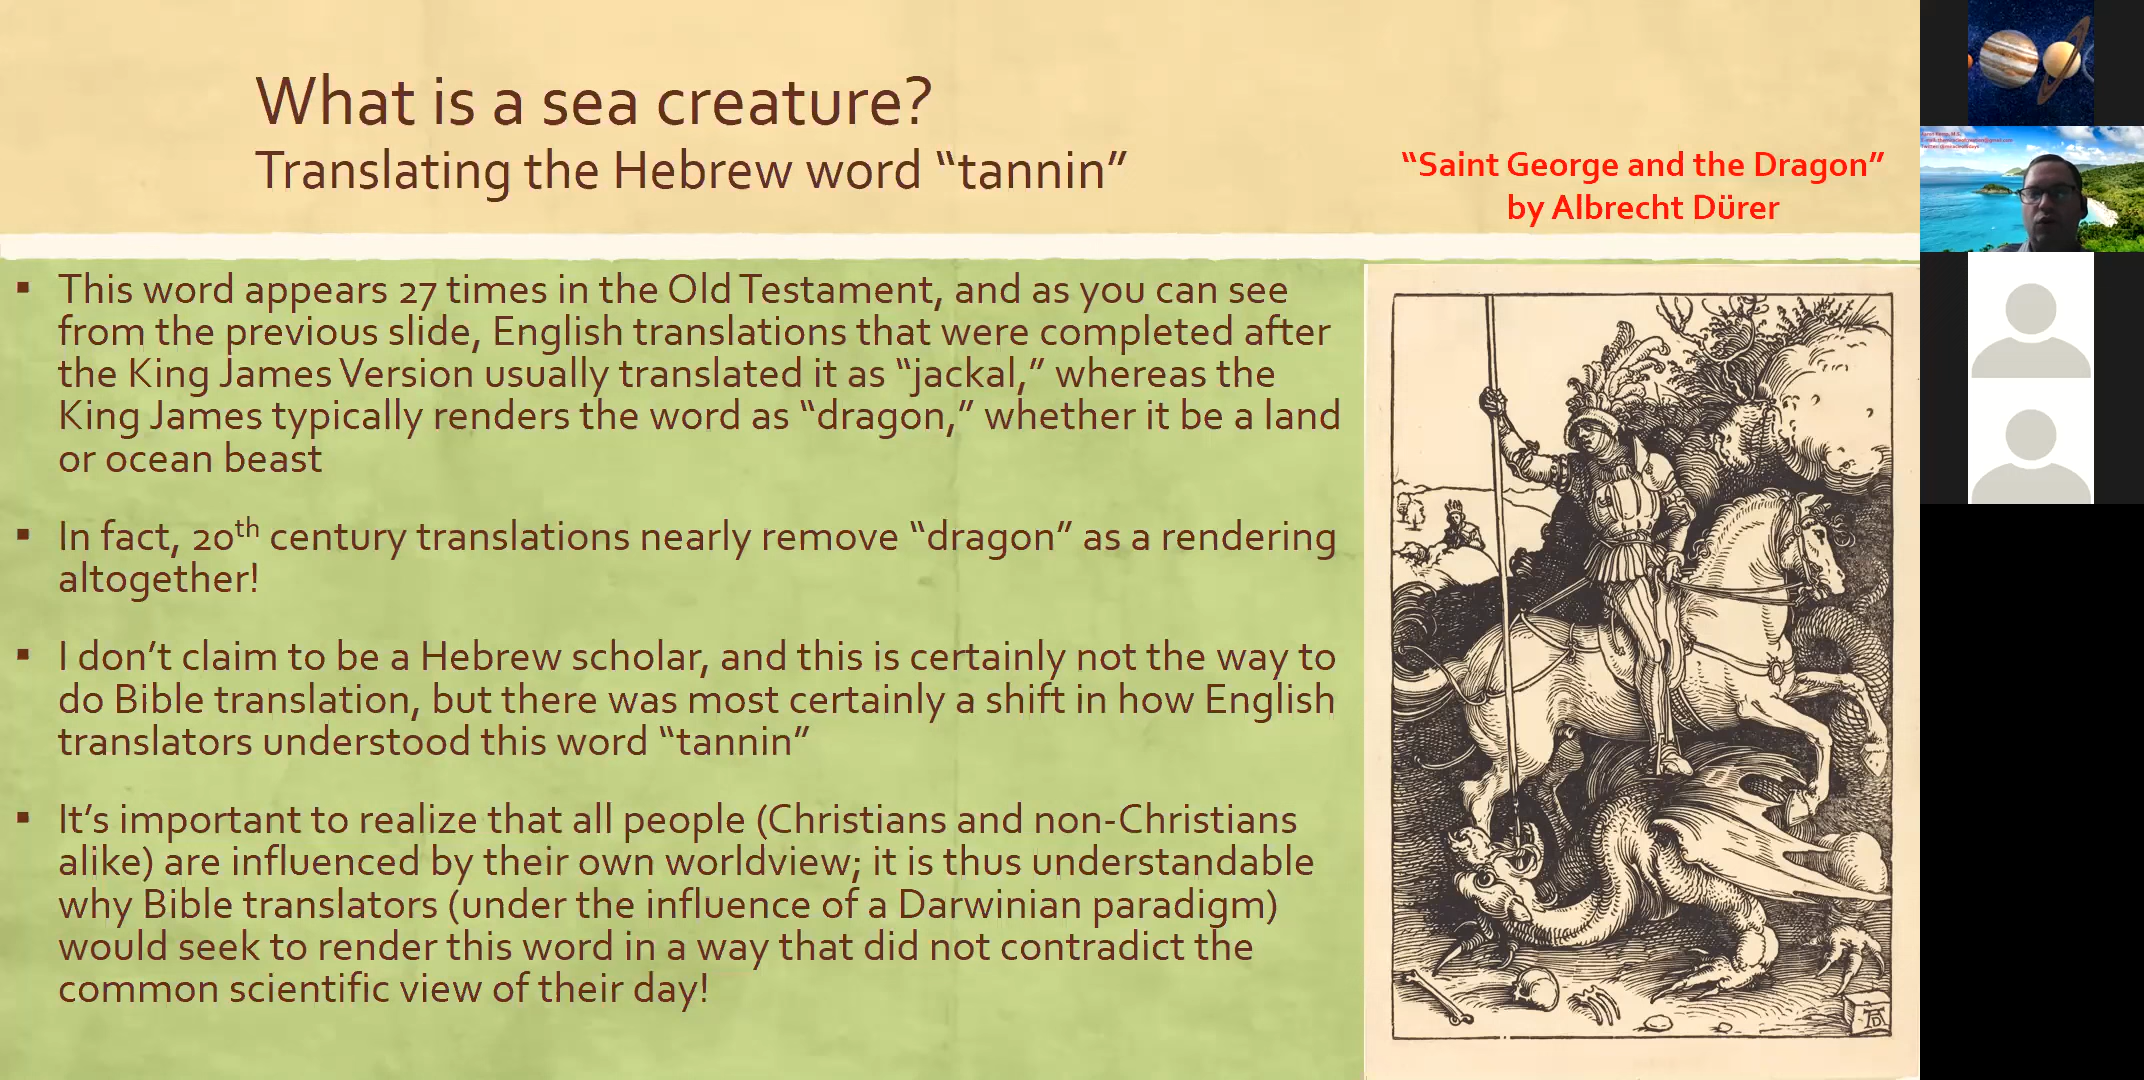 What is a sea creature?
Translating the Hebrew word “tannin”
“Saint George and the Dragon”
by Albrecht Dürer
▪ This word appears 27 times in the Old Testament, and as you can see
from the previous slide, English translations that were completed after
the King James Version usually translated it as “jackal,” whereas the
King James typically renders the word as “dragon,” whether it be a land
or ocean beast
▪ In fact, 20th century translations nearly remove “dragon” as a rendering
altogether!
▪ I don’t claim to be a Hebrew scholar, and this is certainly not the way to
do Bible translation, but there was most certainly a shift in how English
translators understood this word “tannin”
▪ It’s important to realize that all people (Christians and non-Christians
alike) are influenced by their own worldview; it is thus understandable
why Bible translators (under the influence of a Darwinian paradigm)
would seek to render this word in a way that did not contradict the
common scientific view of their day!